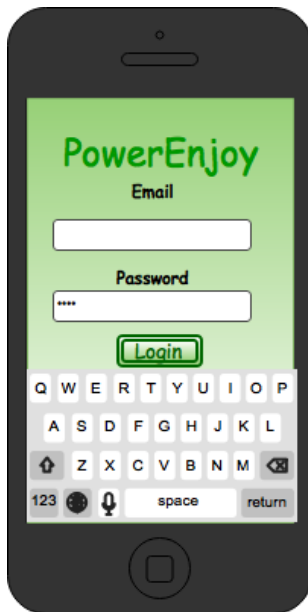 PowerEnjoy
Email
Password
****
Login
Q W E R T Y U I O P
A S D F G H J K L
Z X C V B N M
123 space return